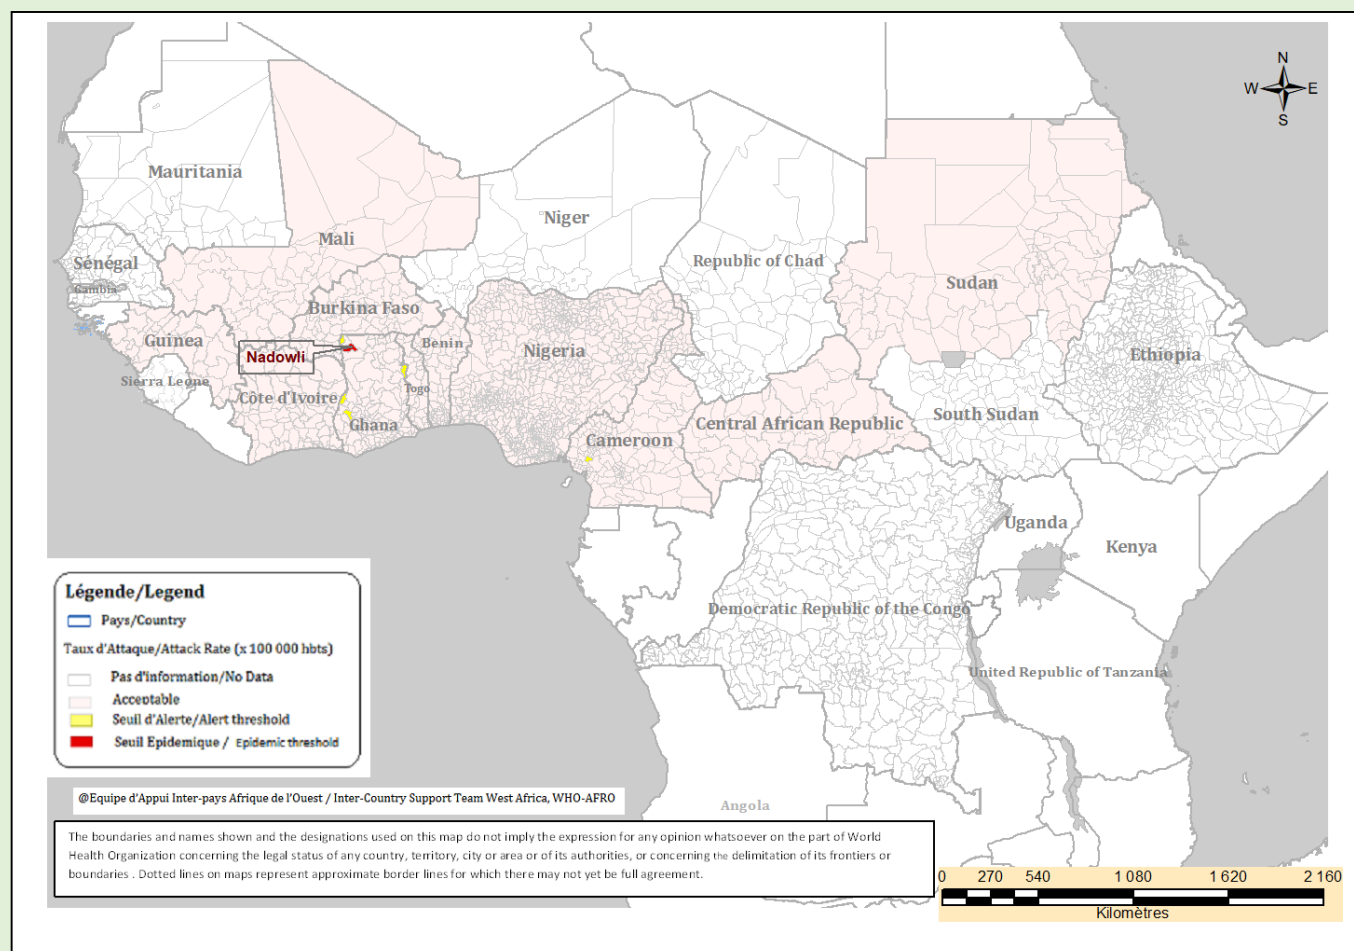 N
W E
S
Mauritania
Niger
Mali
Sénégal
Gambia
Republic of Chad
Sudan
Burkina Faso
Guinea
Benin
Nadowli
Nigeria
Ethiopia
Sierra Leone
Togo
Côte d'Ivoire
Ghana
South Sudan
Central African Republic
Cameroon
Uganda
Kenya
Democratic Republic of the Congo
United Republic of Tanzania
Angola
Légende/Legend
Pays/Country
Taux d'Attaque/Attack Rate (x 100 000 hbts)
Pas d'information/No Data
Acceptable
Seuil d'Alerte/Alert threshold
Seuil Epidemique / Epidemic threshold
@Equipe d'Appui Inter-pays Afrique de l'Ouest / Inter-Country Support Team West Africa, WHO-AFRO
The boundaries and names shown and the designations used on this map do not imply the expression for any opinion whatsoever on the part of World
Health Organization concerning the legal status of any country, territory, city or area or of its authorities, or concerning the delimitation of its frontiers or
boundaries . Dotted lines on maps represent approximate border lines for which there may not yet be full agreement.
0 270 540 1 080 1 620 2 160
Kilomètres